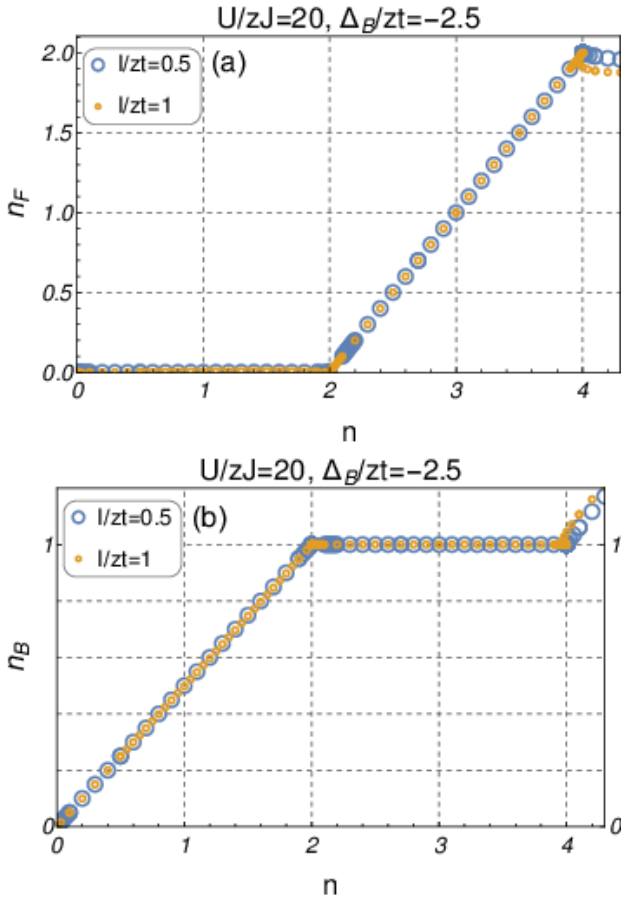 U/zJ=20, Δ_B/zt=−2.5
I/zt=0.5
I/zt=1
(a)
2.0
1.5
1.0
0.5
0.0
n_F
0 1 2 3 4
n
U/zJ=20, Δ_B/zt=−2.5
I/zt=0.5
I/zt=1
(b)
1 1
n_B
0 0
0 1 2 3 4
n